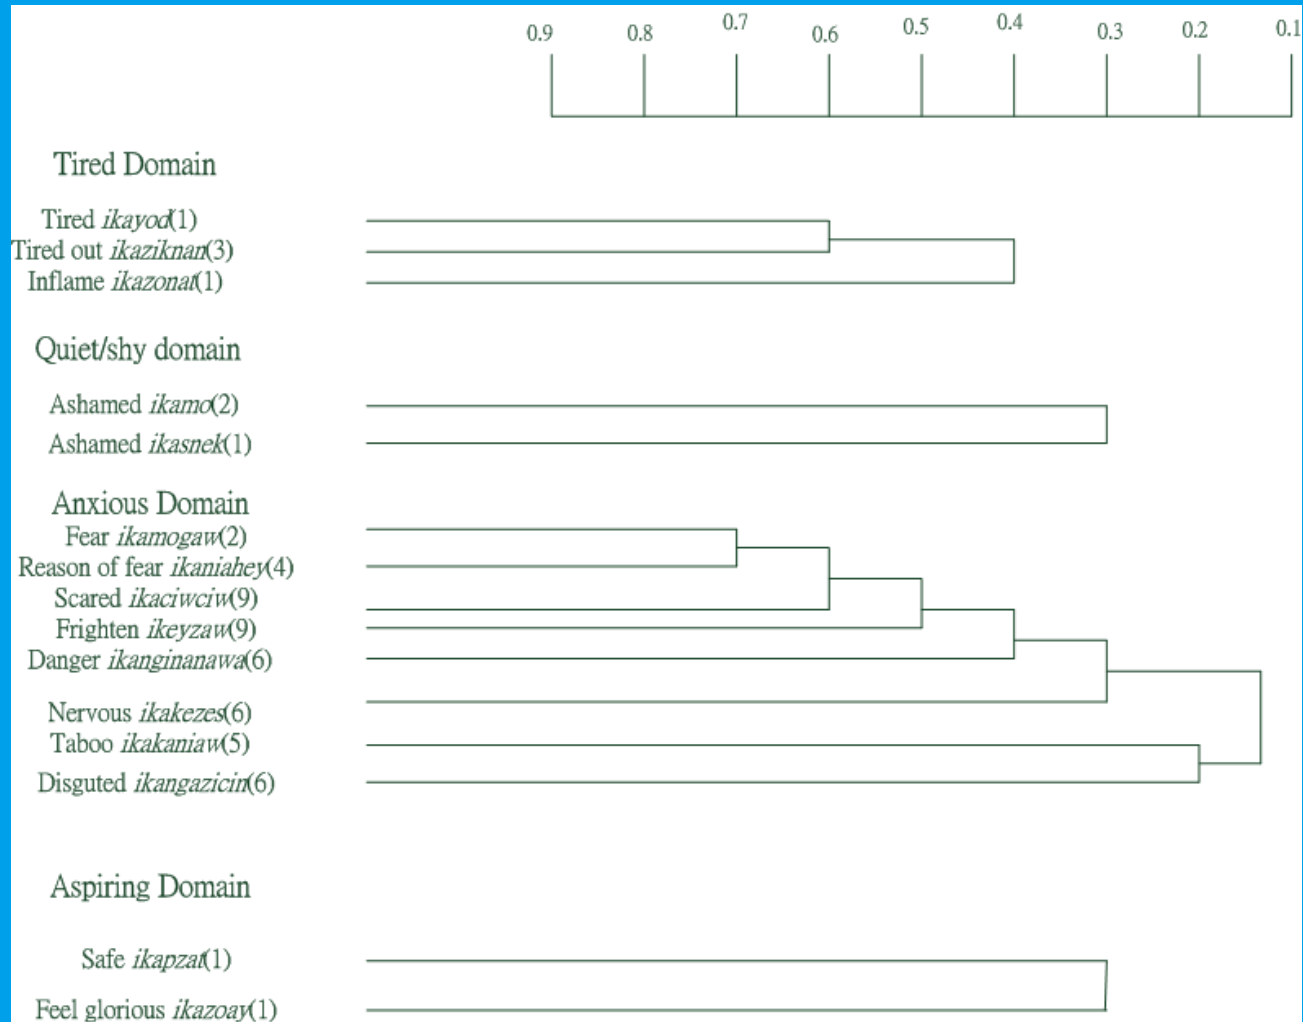 0.9 0.8 0.7 0.6 0.5 0.4 0.3 0.2 0.1
Tired Domain
Tired ikayod(1)
Tired out ikaziknan(3)
Inflame ikazonat(1)
Quiet/shy domain
Ashamed ikamo(2)
Ashamed ikasnek(1)
Anxious Domain
Fear ikamogaw(2)
Reason of fear ikaniahey(4)
Scared ikaciwciw(9)
Frighten ikeyzaw(9)
Danger ikanginanawa(6)
Nervous ikakezes(6)
Taboo ikakaniaw(5)
Disguted ikangazicin(6)
Aspiring Domain
Safe ikapzat(1)
Feel glorious ikazoay(1)